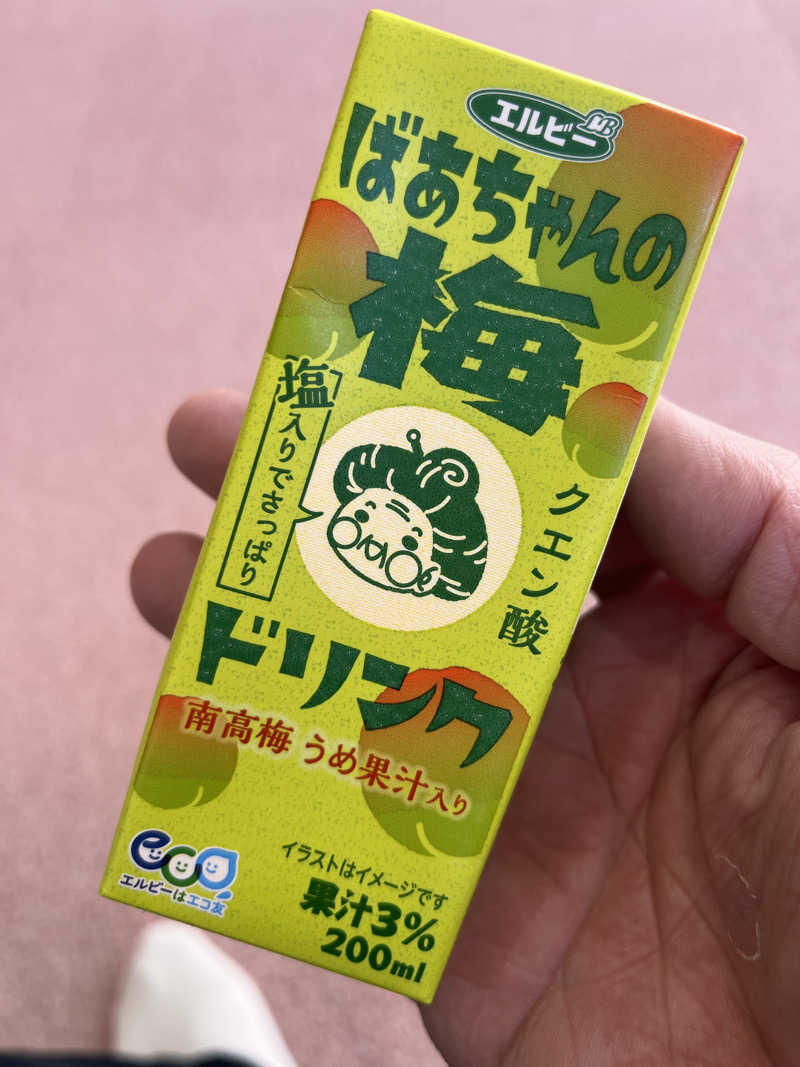 エルビー
ばあちゃんの
梅
塩入りでさっぱり
クエン酸
ドリンク
南高梅 うめ果汁入り
eco
エルビーはエコ友
イラストはイメージです
果汁3%
200ml